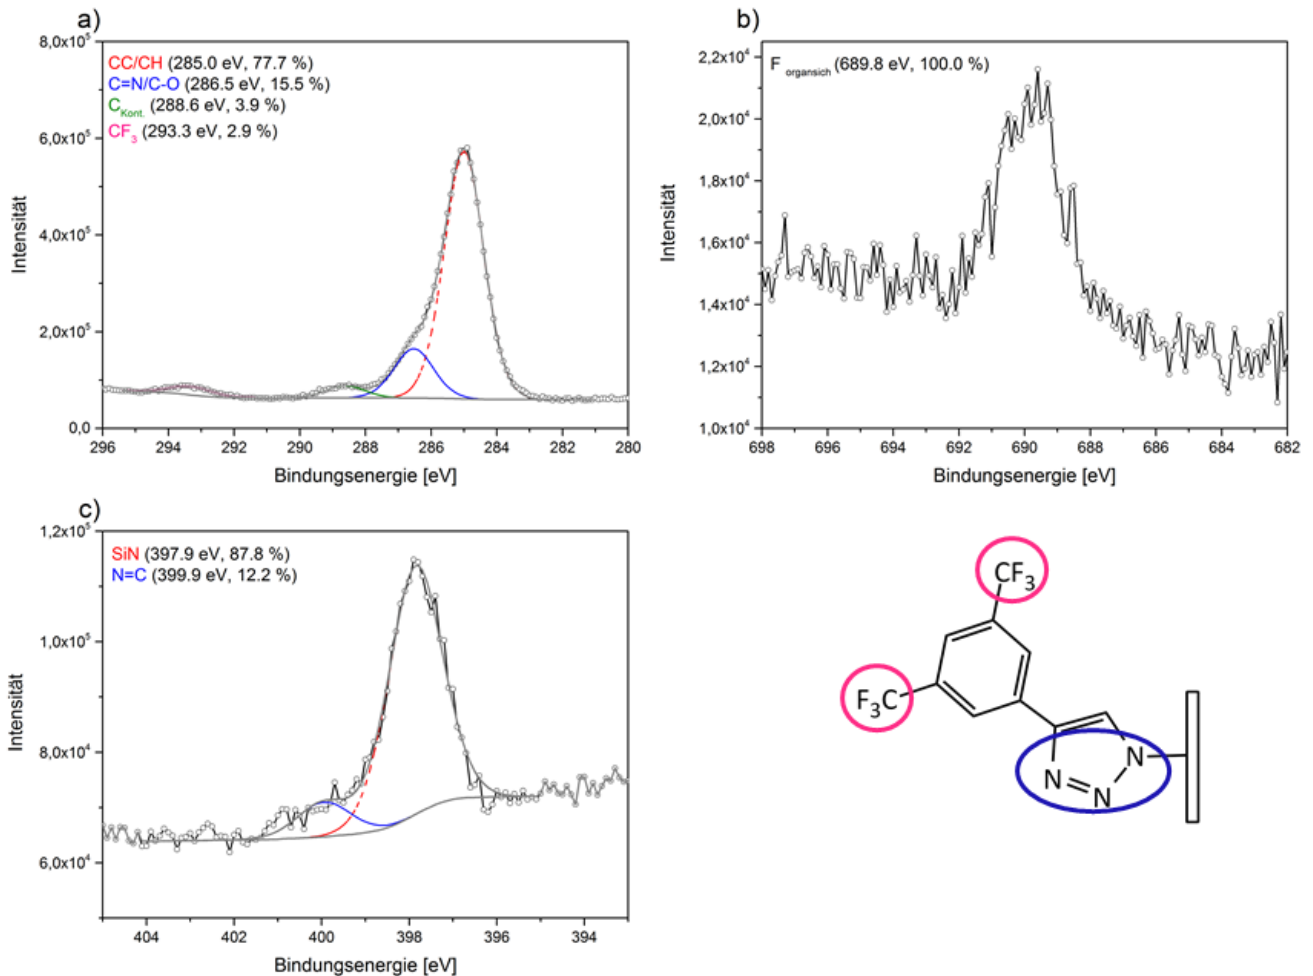 a)
8,0x10⁵
6,0x10⁵
4,0x10⁵
2,0x10⁵
0,0
Intensität
CC/CH (285.0 eV, 77.7 %)
C=N/C-O (286.5 eV, 15.5 %)
C Kont. (288.6 eV, 3.9 %)
CF₃ (293.3 eV, 2.9 %)
296 294 292 290 288 286 284 282 280
Bindungsenergie [eV]
b)
2,2x10⁴
2,0x10⁴
1,8x10⁴
1,6x10⁴
1,4x10⁴
1,2x10⁴
1,0x10⁴
Intensität
F organsich (689.8 eV, 100.0 %)
698 696 694 692 690 688 686 684 682
Bindungsenergie [eV]
c)
1,2x10⁵
1,0x10⁵
8,0x10⁴
6,0x10⁴
Intensität
SiN (397.9 eV, 87.8 %)
N=C (399.9 eV, 12.2 %)
404 402 400 398 396 394
Bindungsenergie [eV]
CF₃
F₃C
N
N
N